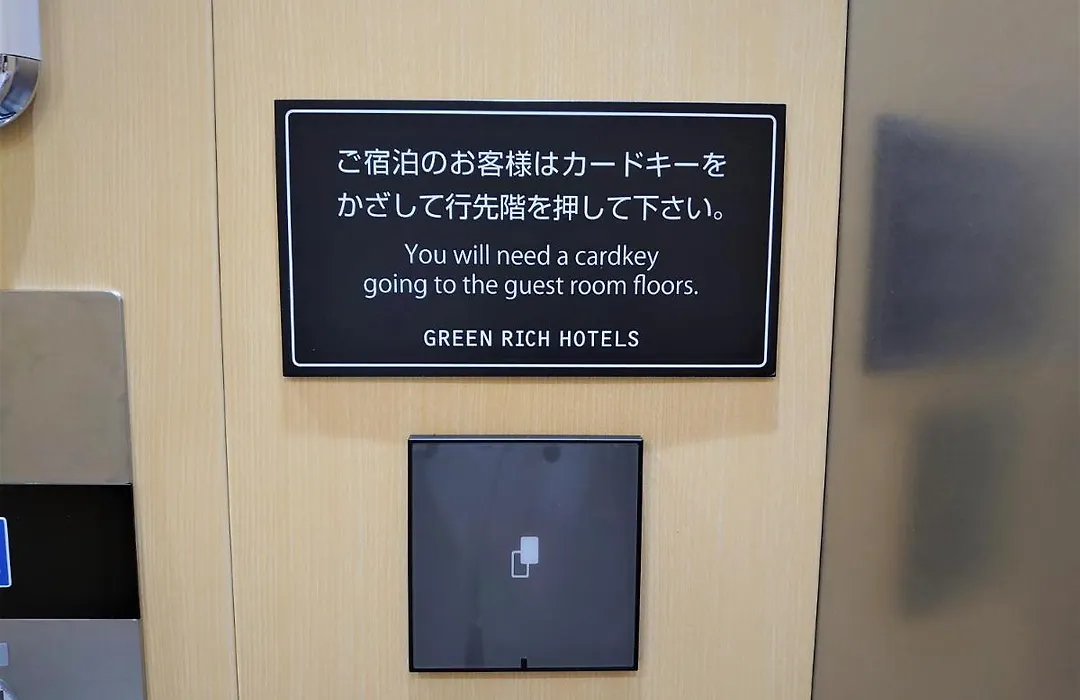 ご宿泊のお客様はカードキーを
かざして行先階を押して下さい。
You will need a cardkey
going to the guest room floors.
GREEN RICH HOTELS